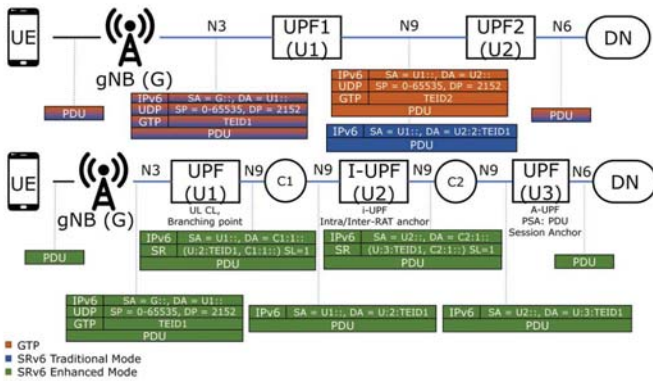 UE
gNB (G)
N3
UPF1
(U1)
N9
UPF2
(U2)
N6
DN
PDU
IPv6 SA = G::, DA = U1::
UDP SP = 0-65535, DP = 2152
GTP TEID1
PDU
IPv6 SA = U1::, DA = U2::
UDP SP = 0-65535, DP = 2152
GTP TEID2
PDU
PDU
IPv6 SA = U1::, DA = U2:2:TEID1
PDU
UE
gNB (G)
N3
UPF
(U1)
UL CL,
Branching point
N9
C1
N9
I-UPF
(U2)
i-UPF
Intra/Inter-RAT anchor
N9
C2
N9
UPF
(U3)
A-UPF
PSA: PDU
Session Anchor
N6
DN
PDU
IPv6 SA = U1::, DA = C1:1::
SR (U:2:TEID1, C1:1::) SL=1
PDU
IPv6 SA = U2::, DA = C2:1::
SR (U:3:TEID1, C2:1::) SL=1
PDU
PDU
IPv6 SA = G::, DA = U1::
UDP SP = 0-65535, DP = 2152
GTP TEID1
PDU
IPv6 SA = U1::, DA = U:2:TEID1
PDU
IPv6 SA = U2::, DA = U:3:TEID1
PDU
GTP
SRv6 Traditional Mode
SRv6 Enhanced Mode